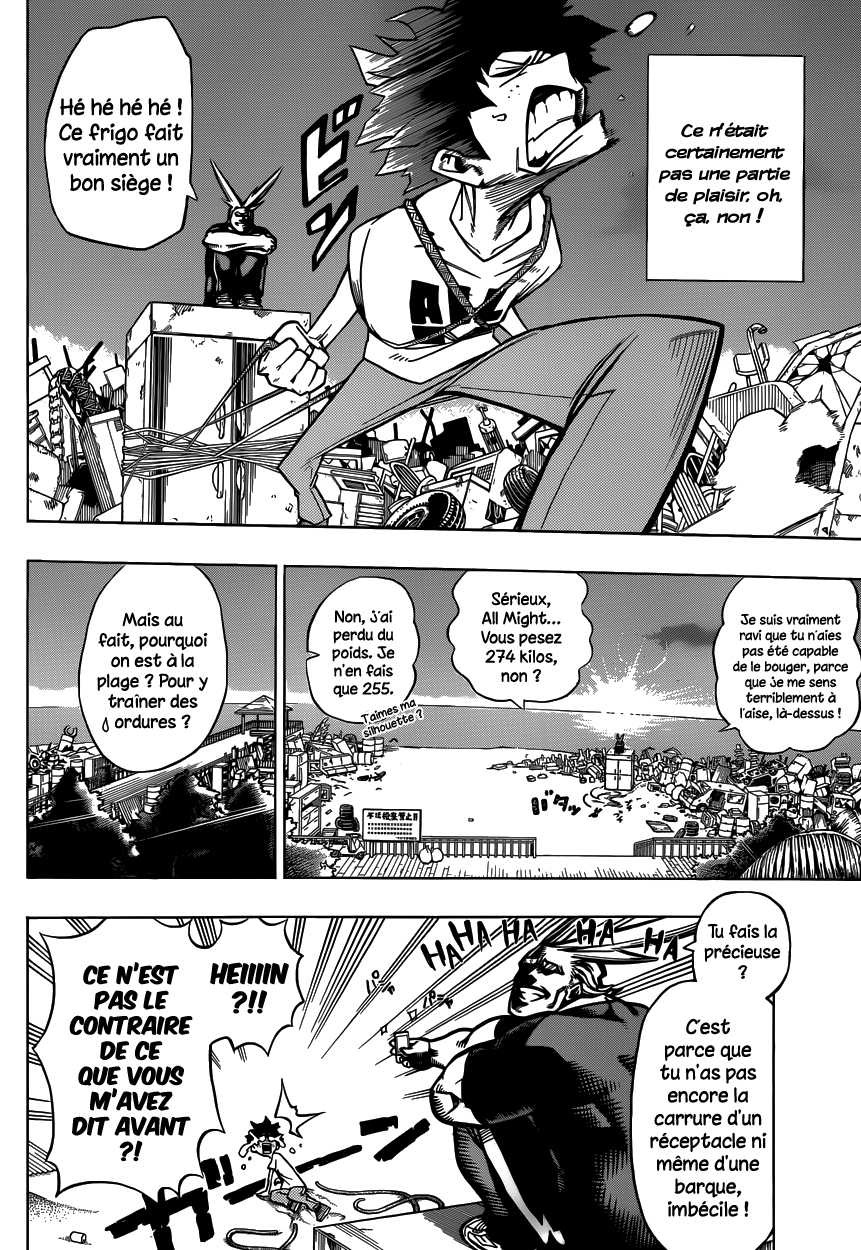 Ce n'était
certainement
pas une partie
de plaisir, oh,
ça, non !
Hé hé hé hé !
Ce frigo fait
vraiment un
bon siège !
ビン
ALL
Je suis vraiment
ravi que tu n'aies
pas été capable
de le bouger, parce
que je me sens
terriblement à
l'aise, là-dessus !
Sérieux,
All Might...
Vous pesez
274 kilos,
non ?
Non, j'ai
perdu du
poids. Je
n'en fais
que 255.
T'aimes ma
silhouette ?
Mais au
fait, pourquoi
on est à la
plage ? Pour y
traîner des
ordures ?
Tu fais la
précieuse
?
C'est
parce que
tu n'as pas
encore la
carrure d'un
réceptacle ni
même d'une
barque,
imbécile !
HA HA HA HA HA
HEIIIIN
?!!
CE N'EST
PAS LE
CONTRAIRE
DE CE
QUE VOUS
M'AVEZ
DIT AVANT
?!